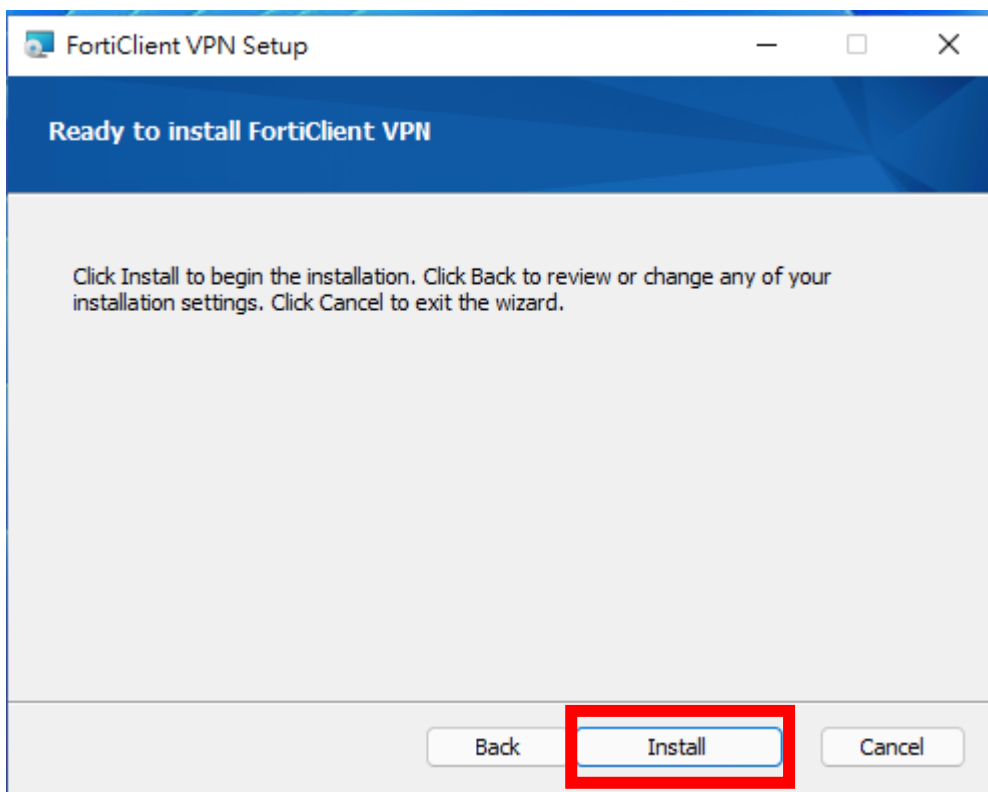 FortiClient VPN Setup
Ready to install FortiClient VPN
Click Install to begin the installation. Click Back to review or change any of your
installation settings. Click Cancel to exit the wizard.
Back
Install
Cancel